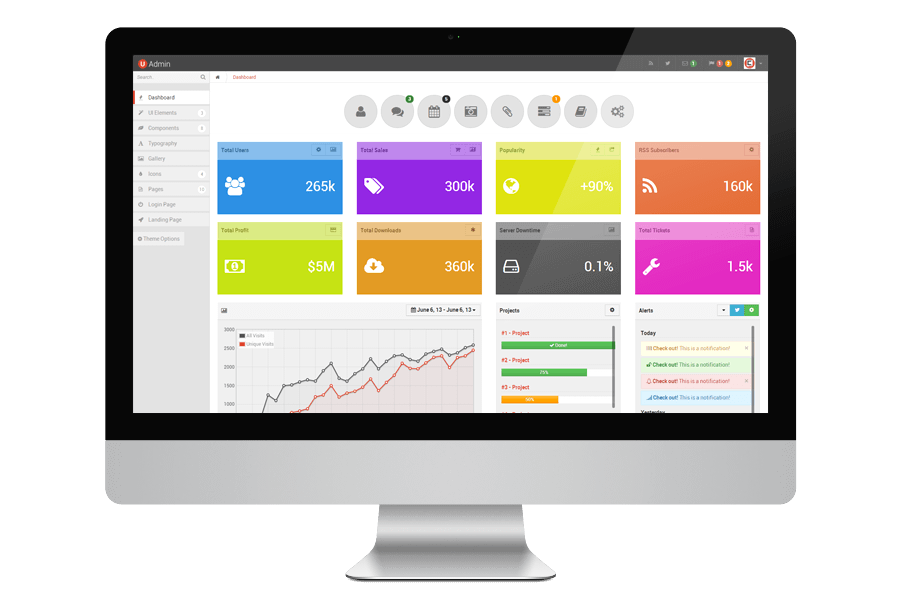 U Admin
1
1
3
Search
Dashboard
Dashboard
UI Elements
Components
Typography
Gallery
Icons
4
Pages
Login Page
Landing Page
Theme Options
3
1
Total Users
265k
Total Sales
300k
Popularity
+90%
RSS Subscribers
160k
Total Profit
$5M
Total Downloads
360k
Server Downtime
0.1%
Total Tickets
1.5k
June 6, 13 - June 6, 13
3000
2500
2000
1500
1000
All Visits
Unique Visits
Projects
#1 - Project
Done!
#2 - Project
75%
#3 - Project
Alerts
Today
Check out! This is a notification!
Check out! This is a notification!
Check out! This is a notification!
Check out! This is a notification!
Yesterday